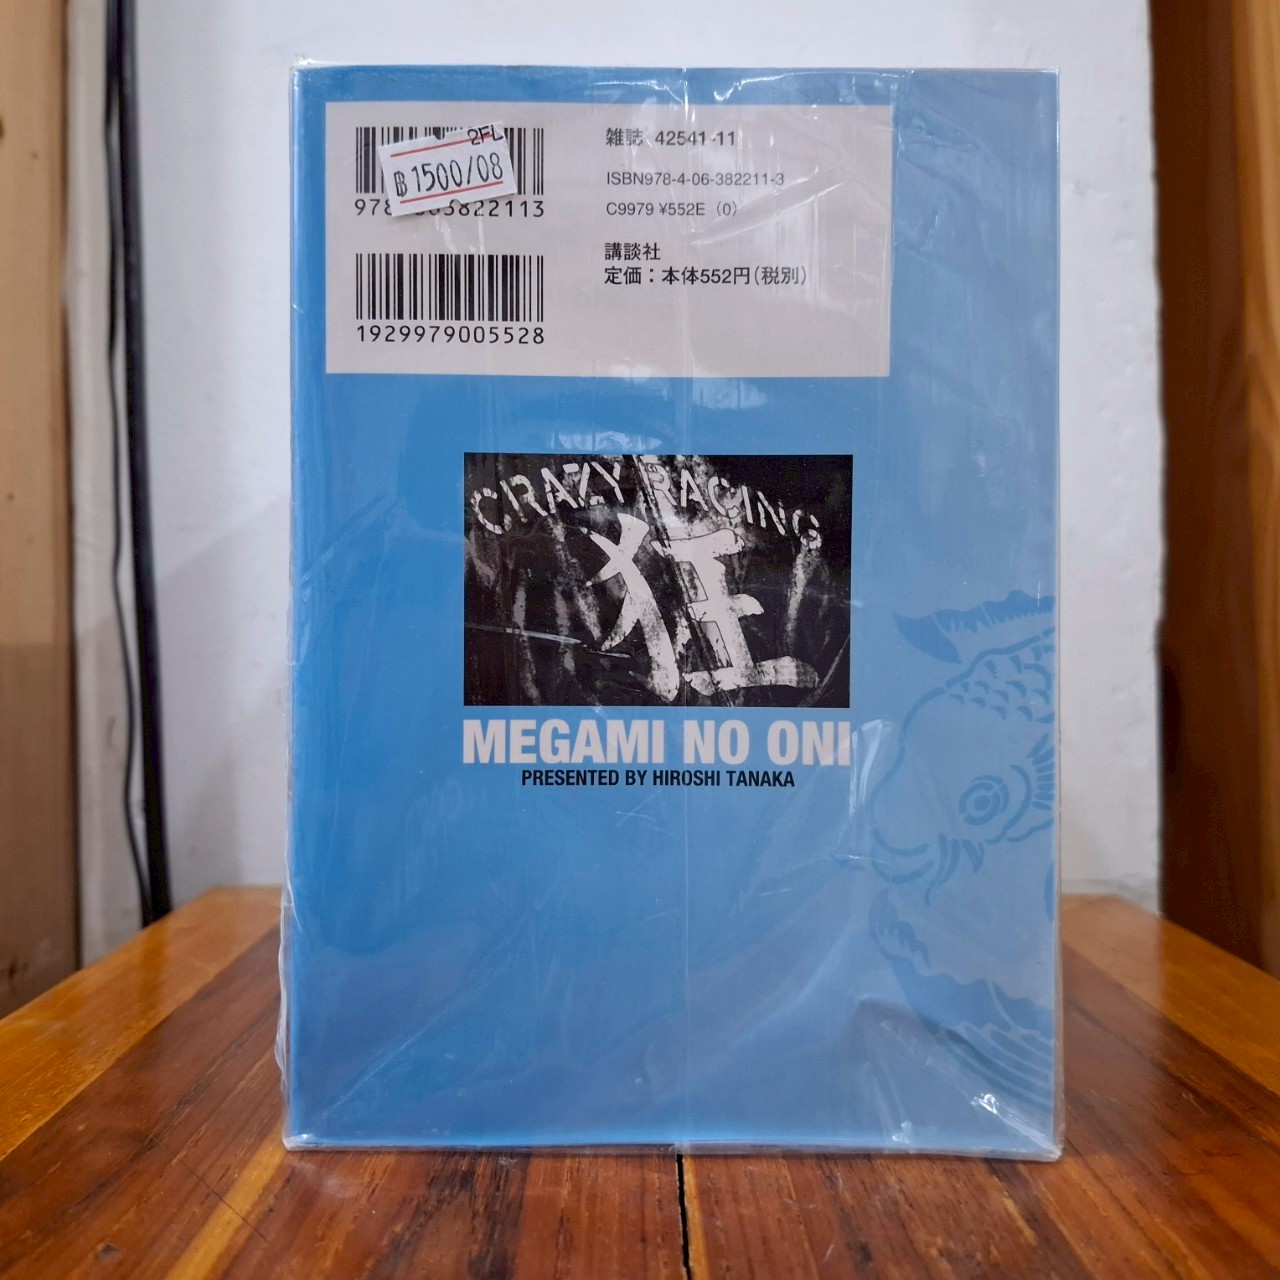 2FL
฿1500/08
978 063822113
1929979005528
雑誌 42541-11
ISBN978-4-06-382211-3
C9979 ¥552E (0)
講談社
定価：本体552円(税別)
CRAZY RACING
狂
MEGAMI NO ONI
PRESENTED BY HIROSHI TANAKA